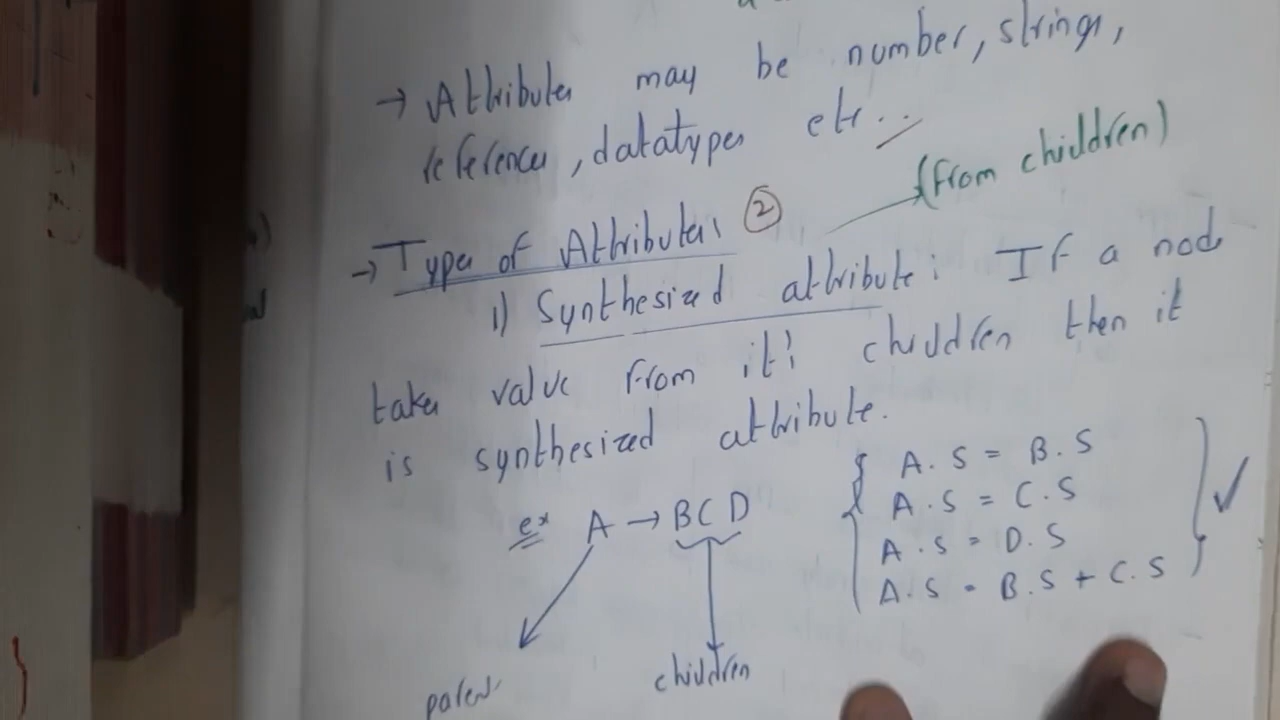 → Attributes may be number, strings,
references, datatypes etc..
(from children)
→ Types of Attributes: ②
1) Synthesized attribute: If a node
takes value from it's children then it
is synthesized attribute.
ex A → BCD
parent
children
A.S = B.S
A.S = C.S
A.S = D.S
A.S = B.S + C.S